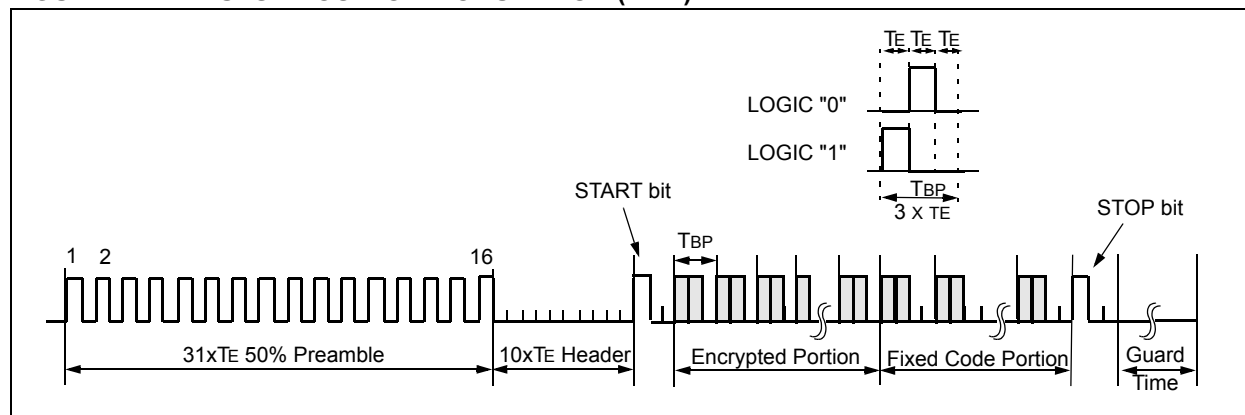 TE TE TE
LOGIC "0"
LOGIC "1"
TBP
3 x TE
START bit
STOP bit
1 2 16
TBP
31xTE 50% Preamble
10xTE Header
Encrypted Portion
Fixed Code Portion
Guard
Time